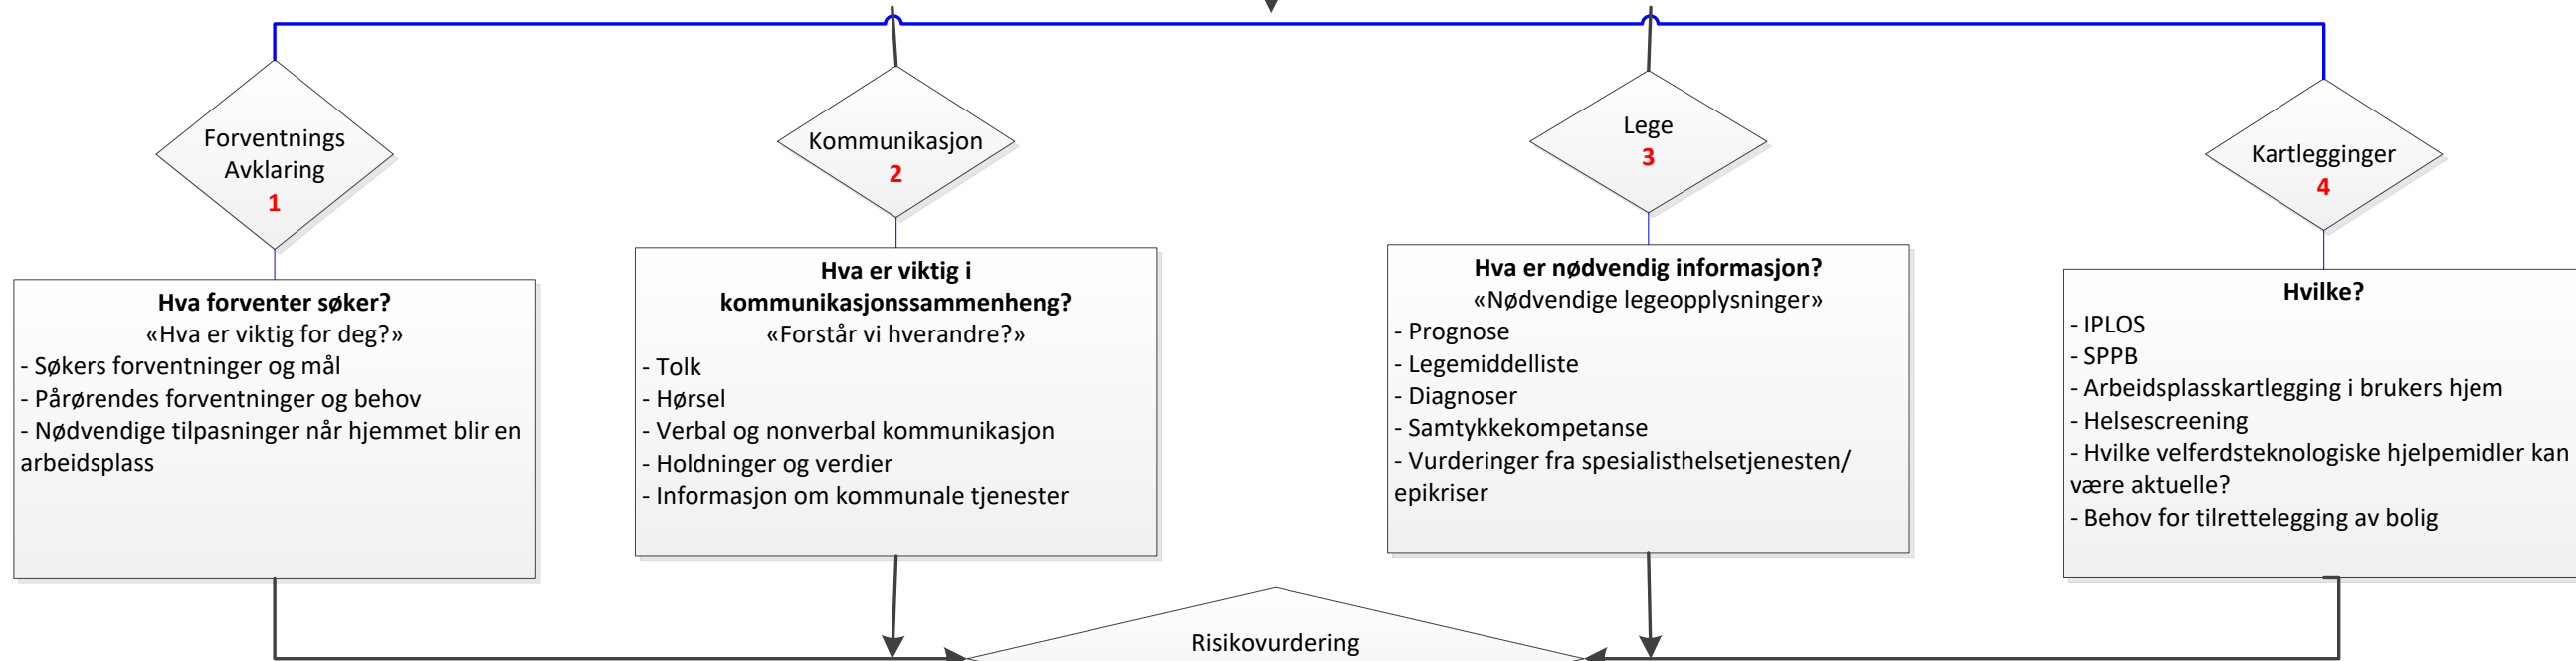 Forventnings
Avklaring
1
Hva forventer søker?
«Hva er viktig for deg?»
- Søkers forventninger og mål
- Pårørendes forventninger og behov
- Nødvendige tilpasninger når hjemmet blir en
arbeidsplass
Kommunikasjon
2
Hva er viktig i
kommunikasjonssammenheng?
«Forstår vi hverandre?»
- Tolk
- Hørsel
- Verbal og nonverbal kommunikasjon
- Holdninger og verdier
- Informasjon om kommunale tjenester
Lege
3
Hva er nødvendig informasjon?
«Nødvendige legeopplysninger»
- Prognose
- Legemiddelliste
- Diagnoser
- Samtykkekompetanse
- Vurderinger fra spesialisthelsetjenesten/
epikriser
Kartlegginger
4
Hvilke?
- IPLOS
- SPPB
- Arbeidsplasskartlegging i brukers hjem
- Helsescreening
- Hvilke velferdsteknologiske hjelpemidler kan
være aktuelle?
- Behov for tilrettelegging av bolig
Risikovurdering